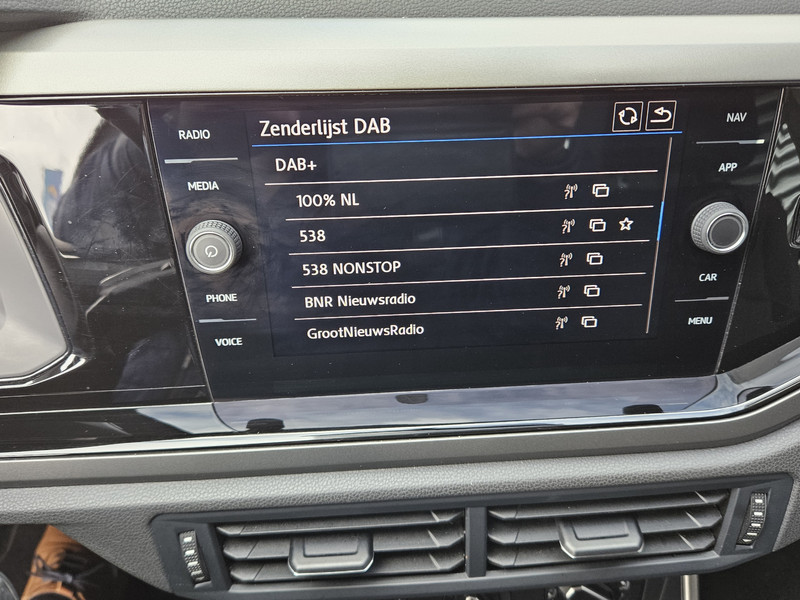 RADIO
MEDIA
PHONE
VOICE
Zenderlijst DAB
DAB+
100% NL
538
538 NONSTOP
BNR Nieuwsradio
GrootNieuwsRadio
NAV
APP
CAR
MENU